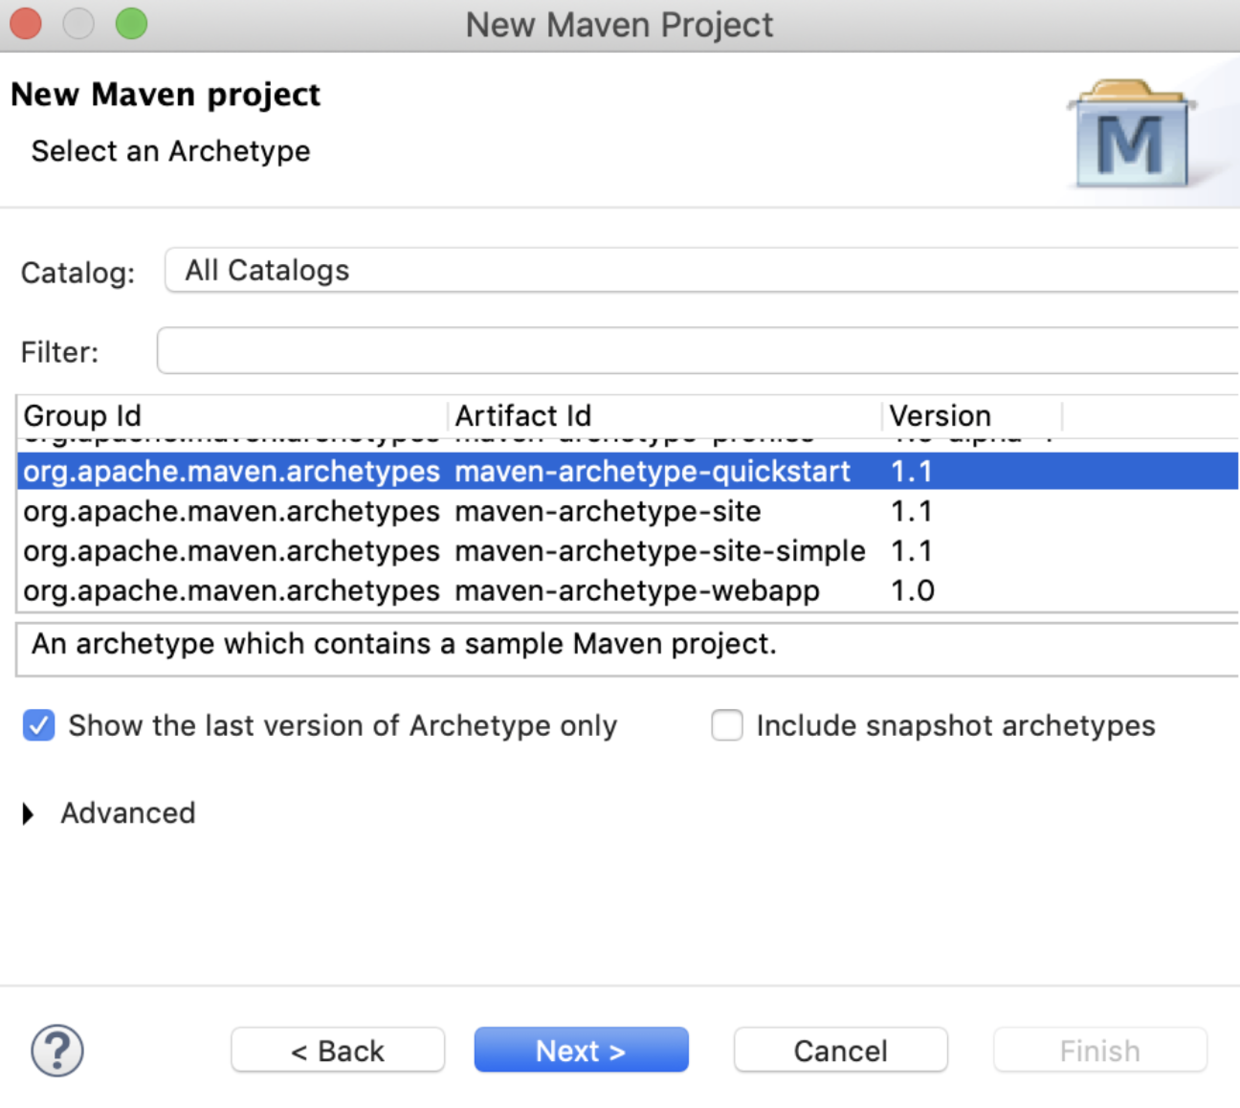 New Maven Project
New Maven project
Select an Archetype
M
Catalog: All Catalogs
Filter:
Group Id Artifact Id Version
org.apache.maven.archetypes maven-archetype-quickstart 1.1
org.apache.maven.archetypes maven-archetype-site 1.1
org.apache.maven.archetypes maven-archetype-site-simple 1.1
org.apache.maven.archetypes maven-archetype-webapp 1.0
An archetype which contains a sample Maven project.
Show the last version of Archetype only Include snapshot archetypes
Advanced
? < Back Next > Cancel Finish